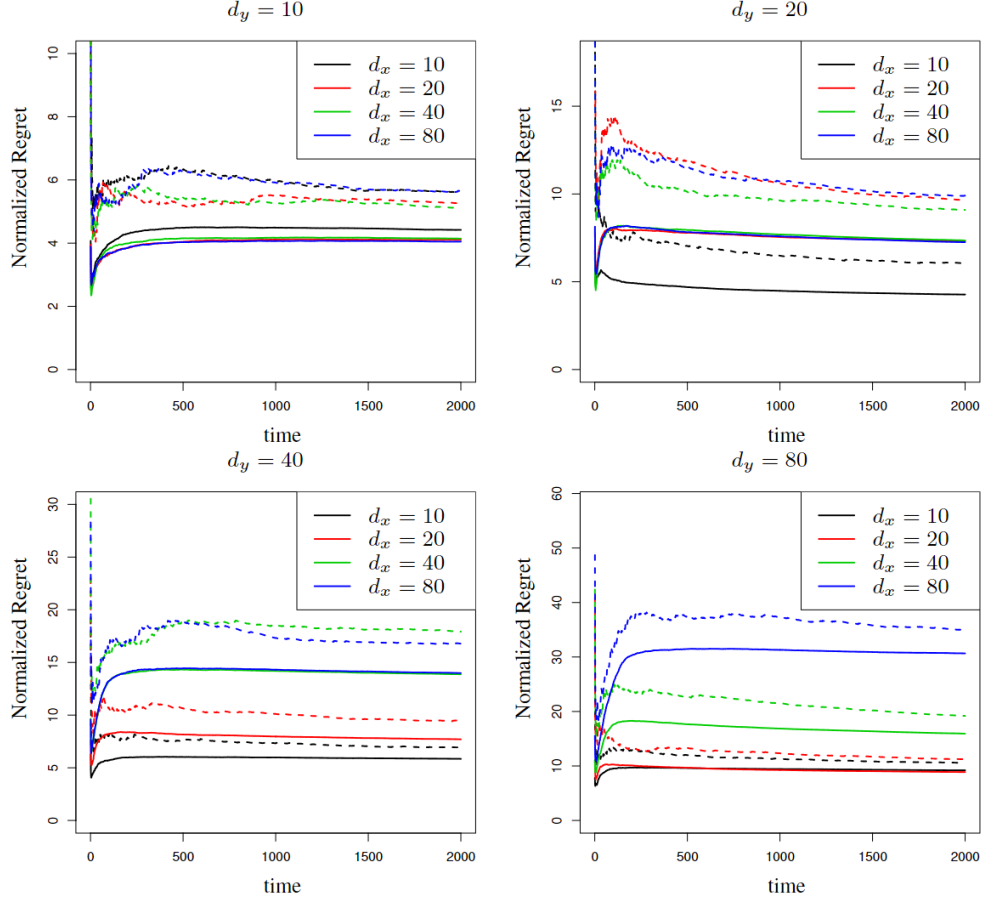 d_y = 10
10
8
6
4
2
0
Normalized Regret
d_x = 10
d_x = 20
d_x = 40
d_x = 80
0
500
1000
1500
2000
time
d_y = 20
15
10
5
0
Normalized Regret
d_x = 10
d_x = 20
d_x = 40
d_x = 80
0
500
1000
1500
2000
time
d_y = 40
30
25
20
15
10
5
0
Normalized Regret
d_x = 10
d_x = 20
d_x = 40
d_x = 80
0
500
1000
1500
2000
time
d_y = 80
60
50
40
30
20
10
0
Normalized Regret
d_x = 10
d_x = 20
d_x = 40
d_x = 80
0
500
1000
1500
2000
time